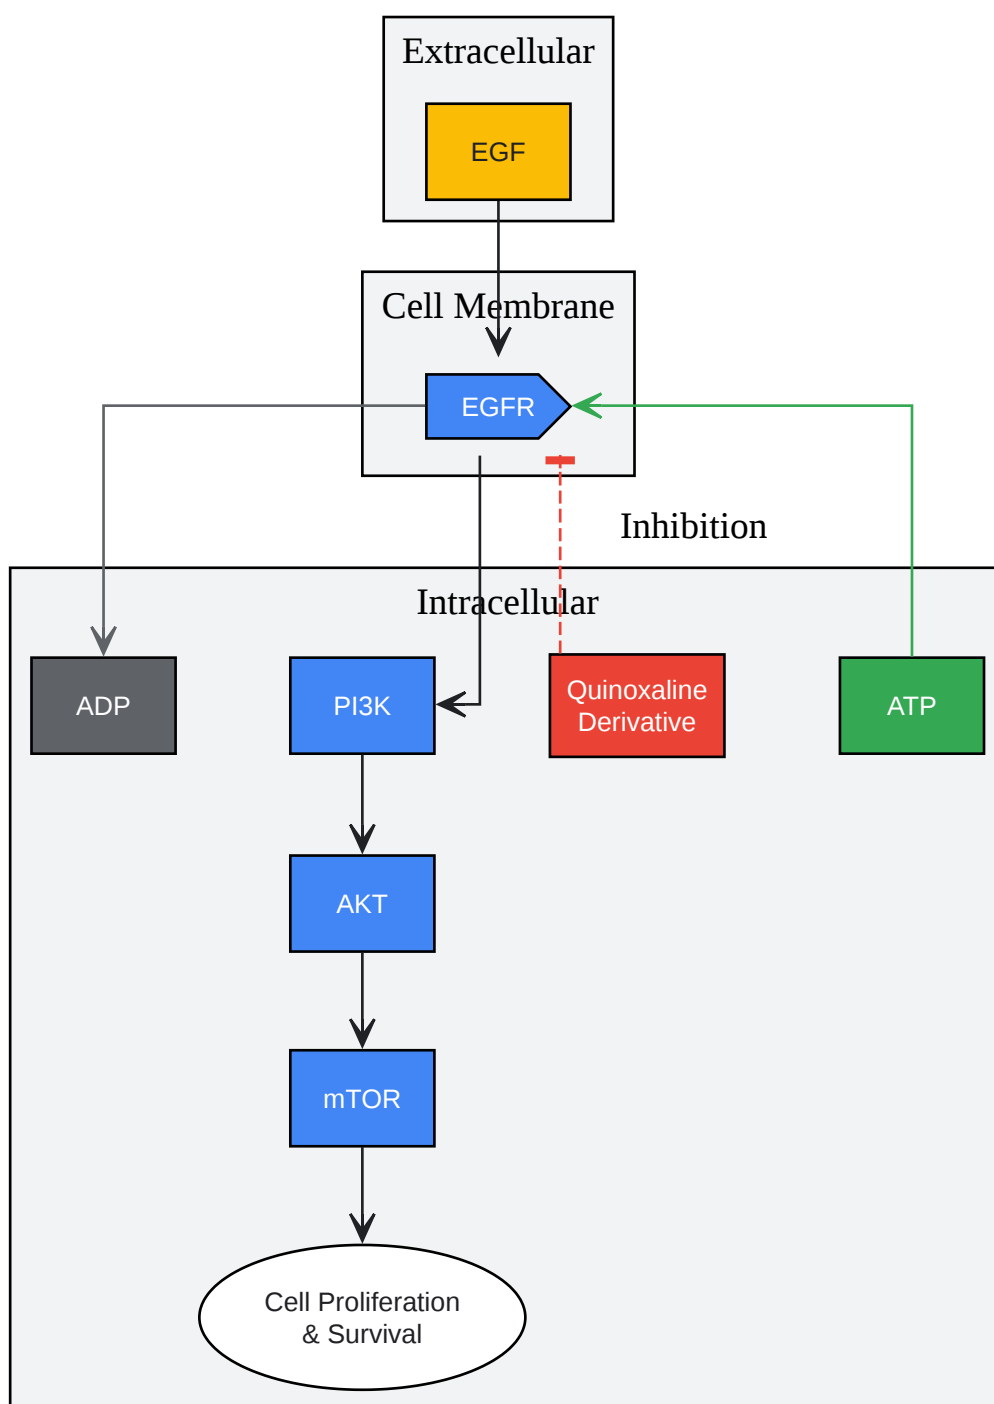 Extracellular
EGF
Cell Membrane
EGFR
Inhibition
Intracellular
ADP
PI3K
Quinoxaline
Derivative
ATP
AKT
mTOR
Cell Proliferation
& Survival